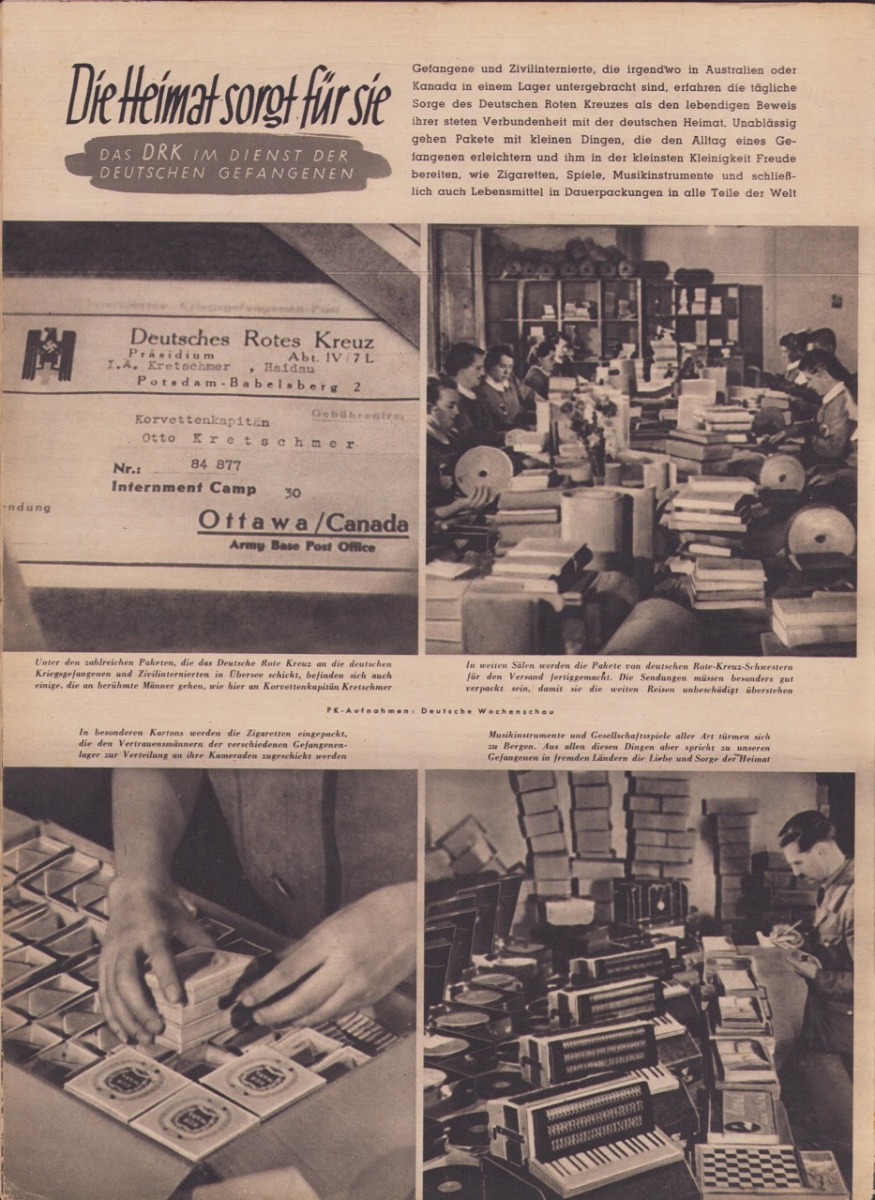 Die Heimat sorgt für sie
DAS DRK IM DIENST DER
DEUTSCHEN GEFANGENEN
Gefangene und Zivilinternierte, die irgendwo in Australien oder
Kanada in einem Lager untergebracht sind, erfahren die tägliche
Sorge des Deutschen Roten Kreuzes als den lebendigen Beweis
ihrer steten Verbundenheit mit der deutschen Heimat. Unablässig
gehen Pakete mit kleinen Dingen, die den Alltag eines Ge-
fangenen erleichtern und ihm in der kleinsten Kleinigkeit Freude
bereiten, wie Zigaretten, Spiele, Musikinstrumente und schließ-
lich auch Lebensmittel in Dauerpackungen in alle Teile der Welt
Kriegsgefangenen-Post
Deutsches Rotes Kreuz
Präsidium Abt. IV/7 L
I.A. Kretschmer , Haidau
Potsdam-Babelsberg 2
Gebührenfrei
Korvettenkapitän
Otto Kretschmer
Nr.: 84 877
Internment Camp 30
ndung
Ottawa/Canada
Army Base Post Office
Unter den zahlreichen Paketen, die das Deutsche Rote Kreuz an die deutschen
Kriegsgefangenen und Zivilinternierten in Übersee schickt, befinden sich auch
einige, die an berühmte Männer gehen, wie hier an Korvettenkapitän Kretschmer
In weiten Sälen werden die Pakete von deutschen Rote-Kreuz-Schwestern
für den Versand fertiggemacht. Die Sendungen müssen besonders gut
verpackt sein, damit sie die weiten Reisen unbeschädigt überstehen
PK-Aufnahmen: Deutsche Wochenschau
In besonderen Kartons werden die Zigaretten eingepackt,
die den Vertrauensmännern der verschiedenen Gefangenen-
lager zur Verteilung an ihre Kameraden zugeschickt werden
Musikinstrumente und Gesellschaftsspiele aller Art türmen sich
zu Bergen. Aus allen diesen Dingen aber spricht zu unseren
Gefangenen in fremden Ländern die Liebe und Sorge der Heimat